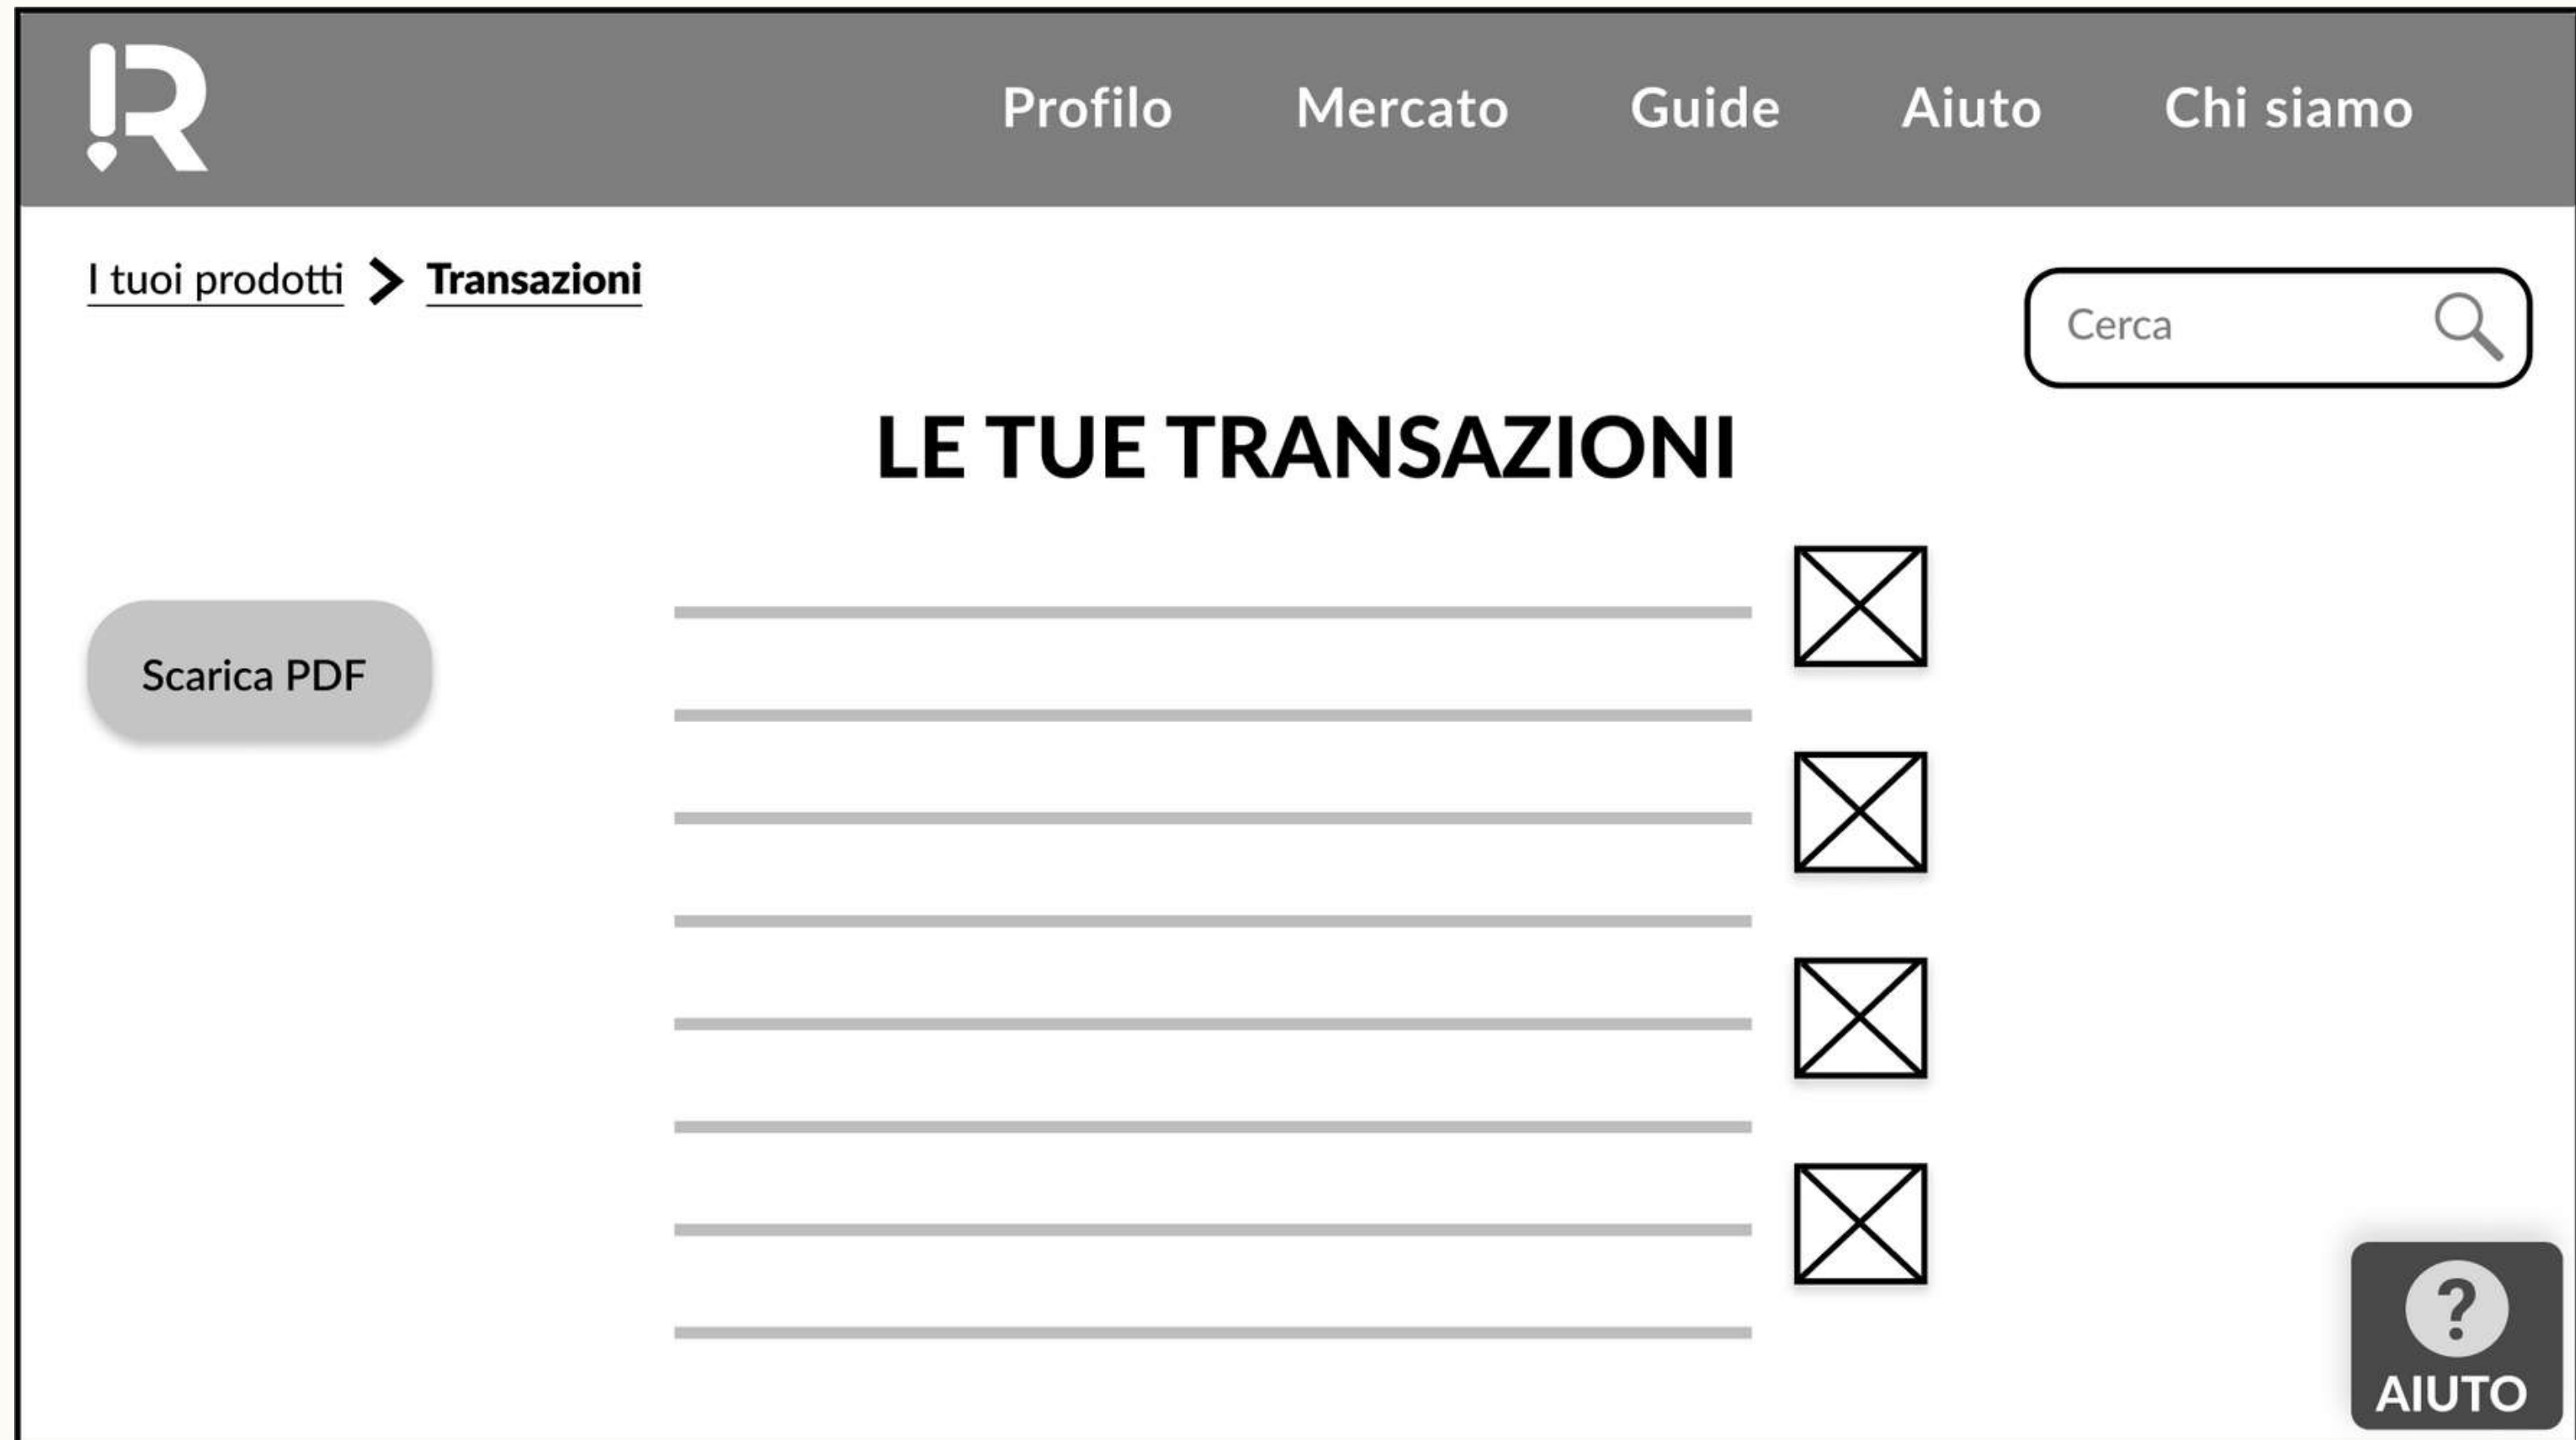 R
Profilo Mercato Guide Aiuto Chi siamo
I tuoi prodotti > Transazioni
Cerca
LE TUE TRANSAZIONI
Scarica PDF
?
AIUTO